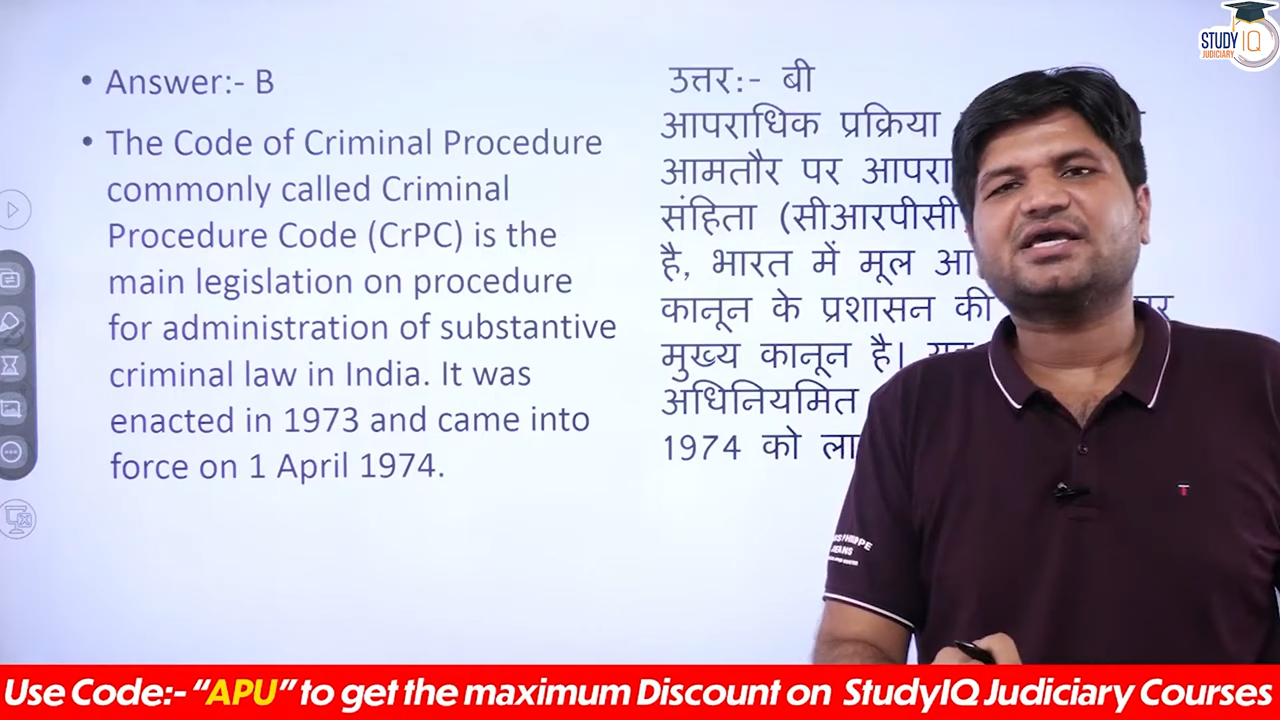 STUDY IQ
JUDICIARY
• Answer:- B
• The Code of Criminal Procedure
commonly called Criminal
Procedure Code (CrPC) is the
main legislation on procedure
for administration of substantive
criminal law in India. It was
enacted in 1973 and came into
force on 1 April 1974.
उत्तर:- बी
आपराधिक प्रक्रिया
आमतौर पर
संहिता (सीआरपीसी
है, भारत में मूल
कानून के प्रशासन की
मुख्य कानून है।
अधिनियमित
1974 को
Use Code:- “APU” to get the maximum Discount on StudyIQ Judiciary Courses